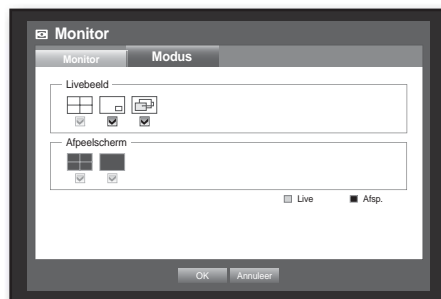 Monitor
Monitor Modus
Livebeeld
Afpeelscherm
Live Afsp.
OK Annuleer